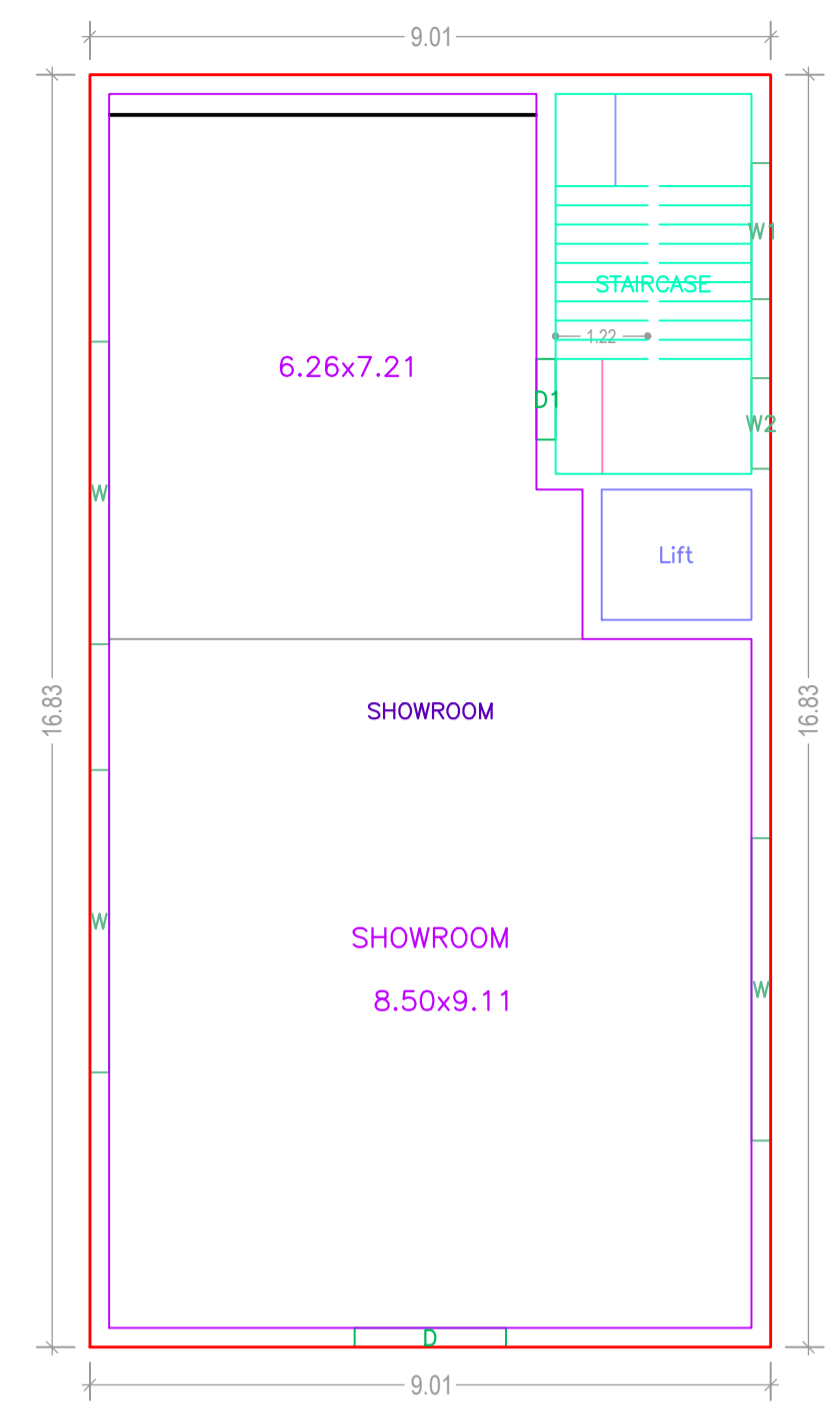 9.01
W1
STAIRCASE
1.22
6.26x7.21
D1
W2
W
Lift
16.83
16.83
SHOWROOM
W
SHOWROOM
W
8.50x9.11
D
9.01